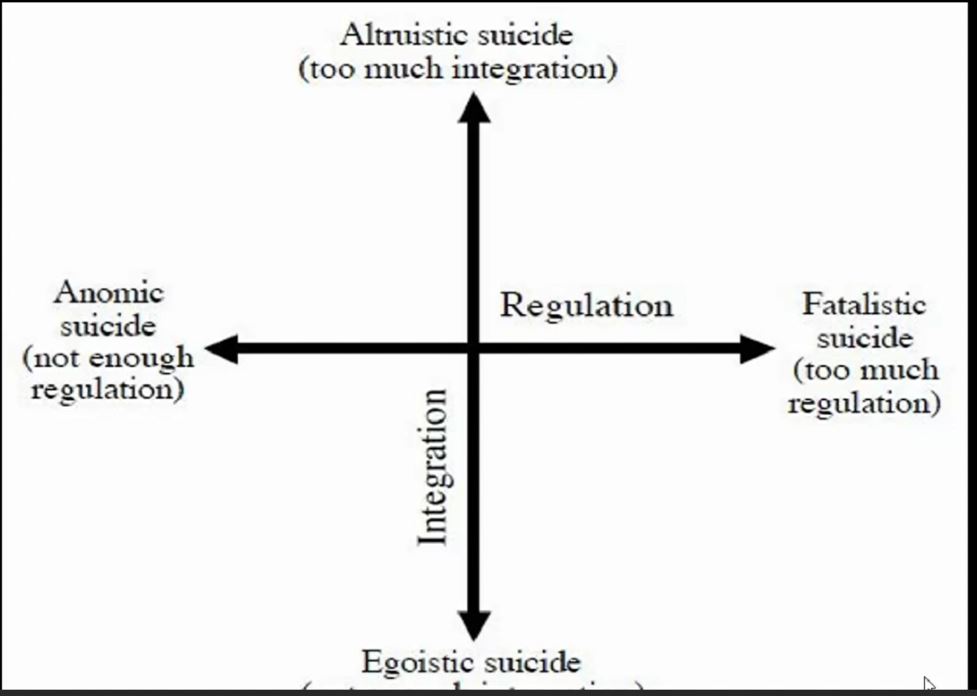 Altruistic suicide
(too much integration)
Anomic
suicide
(not enough
regulation)
Regulation
Fatalistic
suicide
(too much
regulation)
Integration
Egoistic suicide